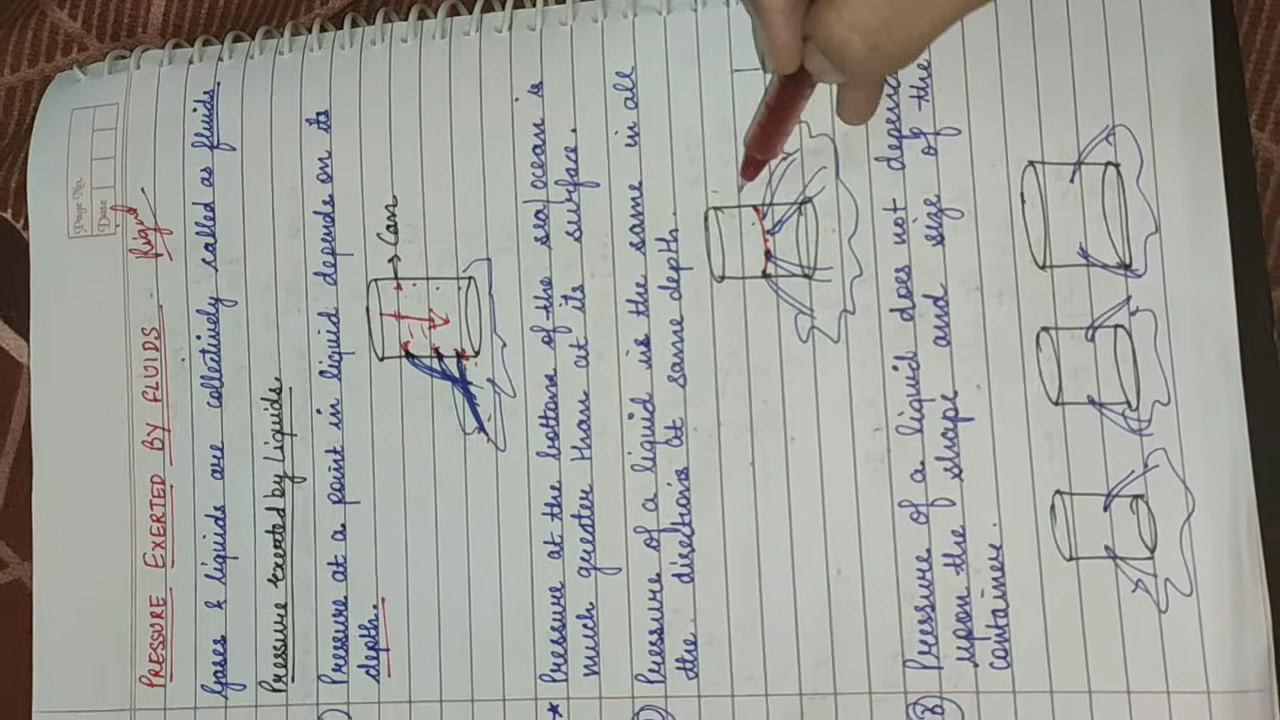 Page No.
Date
PRESSURE EXERTED BY FLUIDS.
Gases & liquids are collectively called as fluids
Pressure exerted by Liquids.
Pressure at a point in liquid depends on its
depth.
→ Can
* Pressure at the bottom of the sea/ocean is
much greater than at its surface.
Pressure of a liquid is the same in all
the directions at same depth.
3) Pressure of a liquid does not depend
upon the shape and size of the
container.